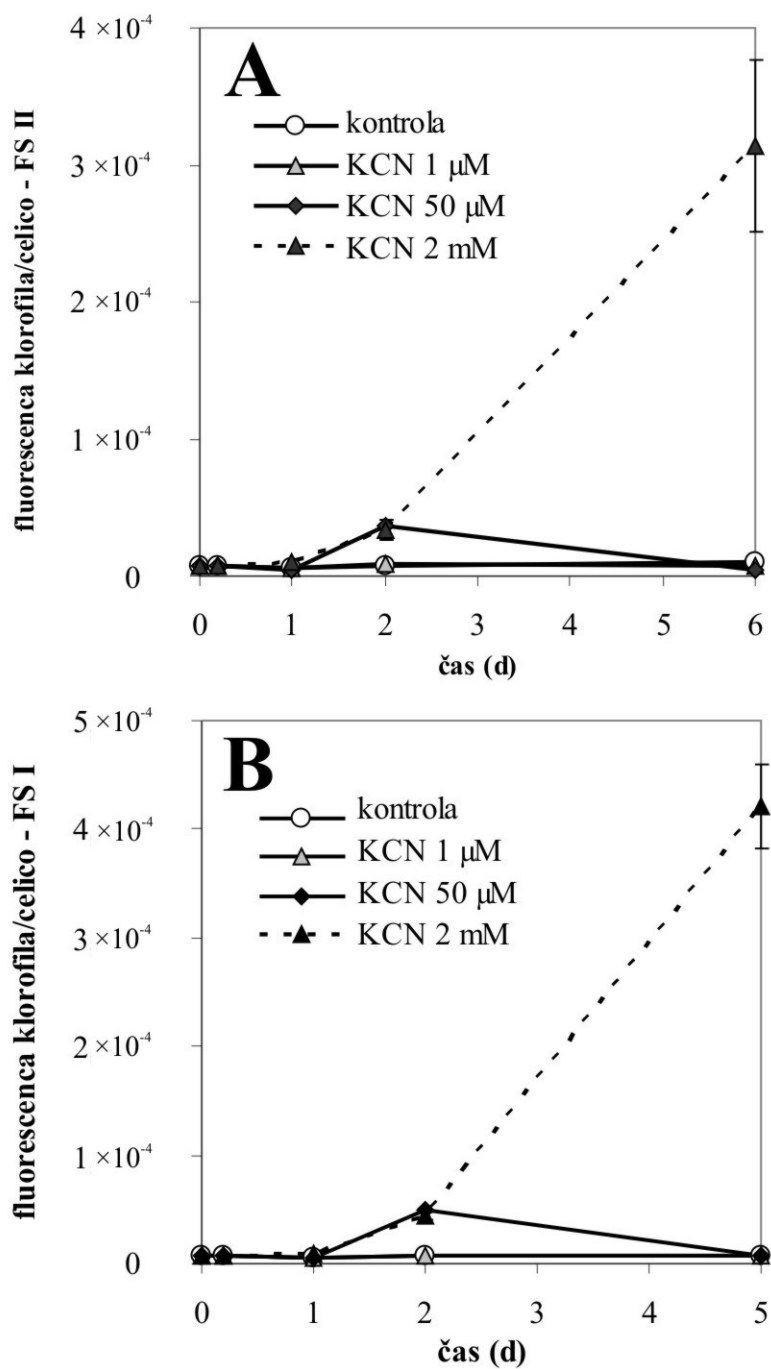 A
fluorescenca klorofila/celico - FS II
4 ×10⁻⁴
3 ×10⁻⁴
2 ×10⁻⁴
1 ×10⁻⁴
0
kontrola
KCN 1 µM
KCN 50 µM
KCN 2 mM
0 1 2 3 4 5 6
čas (d)
B
fluorescenca klorofila/celico - FS I
5 ×10⁻⁴
4 ×10⁻⁴
3 ×10⁻⁴
2 ×10⁻⁴
1 ×10⁻⁴
0
kontrola
KCN 1 µM
KCN 50 µM
KCN 2 mM
0 1 2 3 4 5
čas (d)